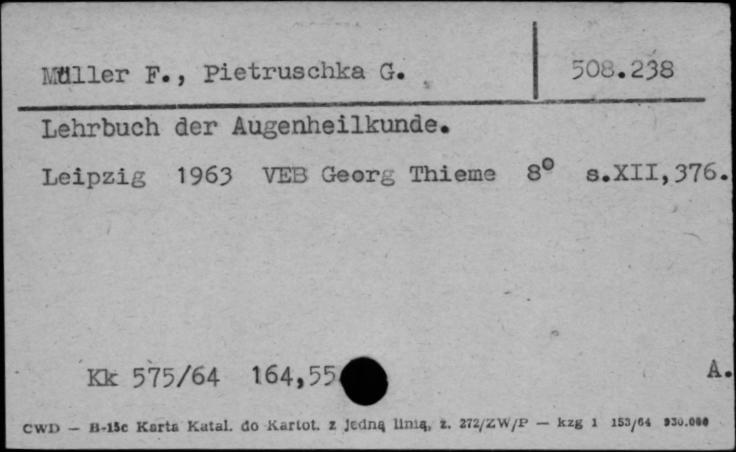 Müller F., Pietruschka G. 508.238
Lehrbuch der Augenheilkunde.
Leipzig 1963 VEB Georg Thieme 8° s.XII,376.
Kk 575/64 164,55 A.
CWD — B-15c Karta Katal. do Kartot. z jedną linią, z. 272/ZW/P — kzg 1 153/64 930.000